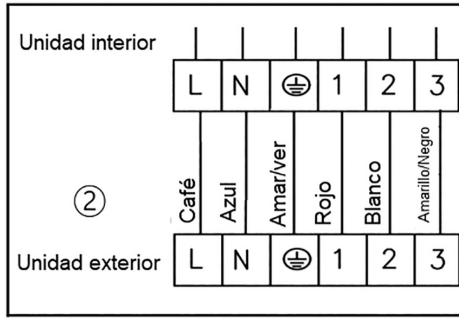 Unidad interior
L N 1 2 3
Café Azul Amar/ver Rojo Blanco Amarillo/Negro
②
Unidad exterior
L N 1 2 3